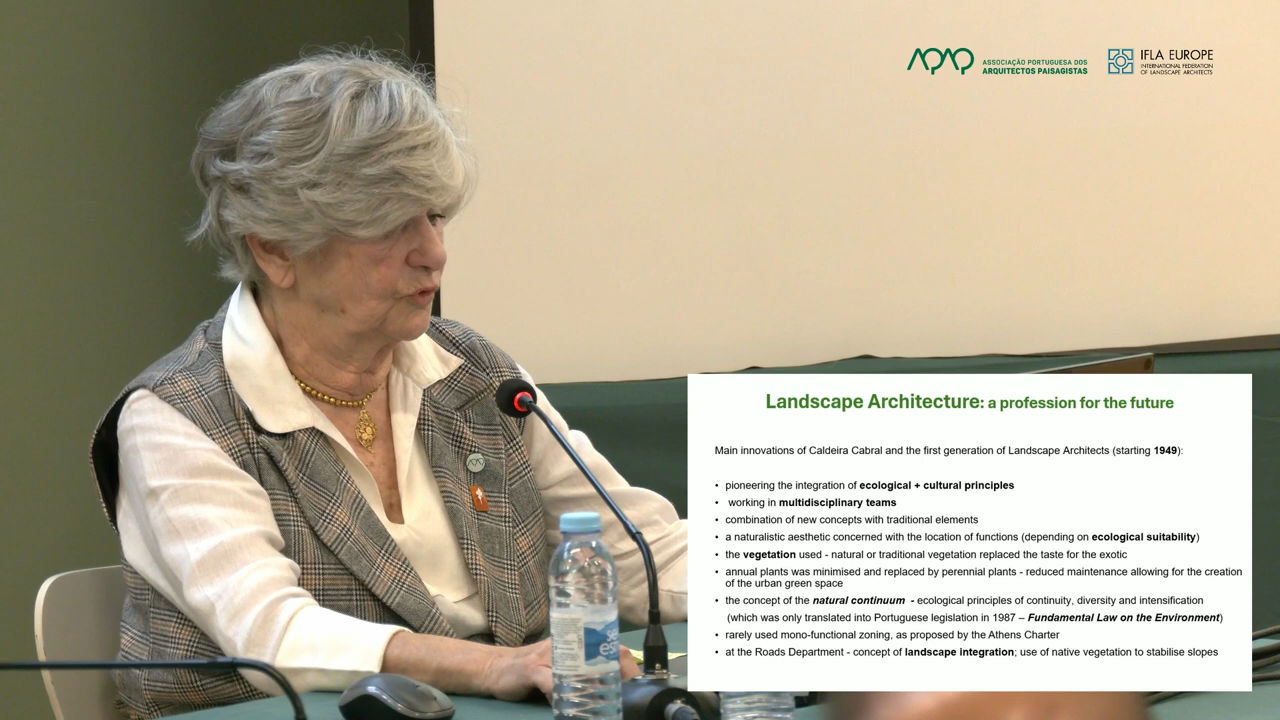 ASSOCIAÇÃO PORTUGUESA DOS
ARQUITECTOS PAISAGISTAS
IFLA EUROPE
INTERNATIONAL FEDERATION
OF LANDSCAPE ARCHITECTS
Landscape Architecture: a profession for the future
Main innovations of Caldeira Cabral and the first generation of Landscape Architects (starting 1949):
• pioneering the integration of ecological + cultural principles
• working in multidisciplinary teams
• combination of new concepts with traditional elements
• a naturalistic aesthetic concerned with the location of functions (depending on ecological suitability)
• the vegetation used - natural or traditional vegetation replaced the taste for the exotic
• annual plants was minimised and replaced by perennial plants - reduced maintenance allowing for the creation
of the urban green space
• the concept of the natural continuum - ecological principles of continuity, diversity and intensification
(which was only translated into Portuguese legislation in 1987 – Fundamental Law on the Environment)
• rarely used mono-functional zoning, as proposed by the Athens Charter
• at the Roads Department - concept of landscape integration; use of native vegetation to stabilise slopes